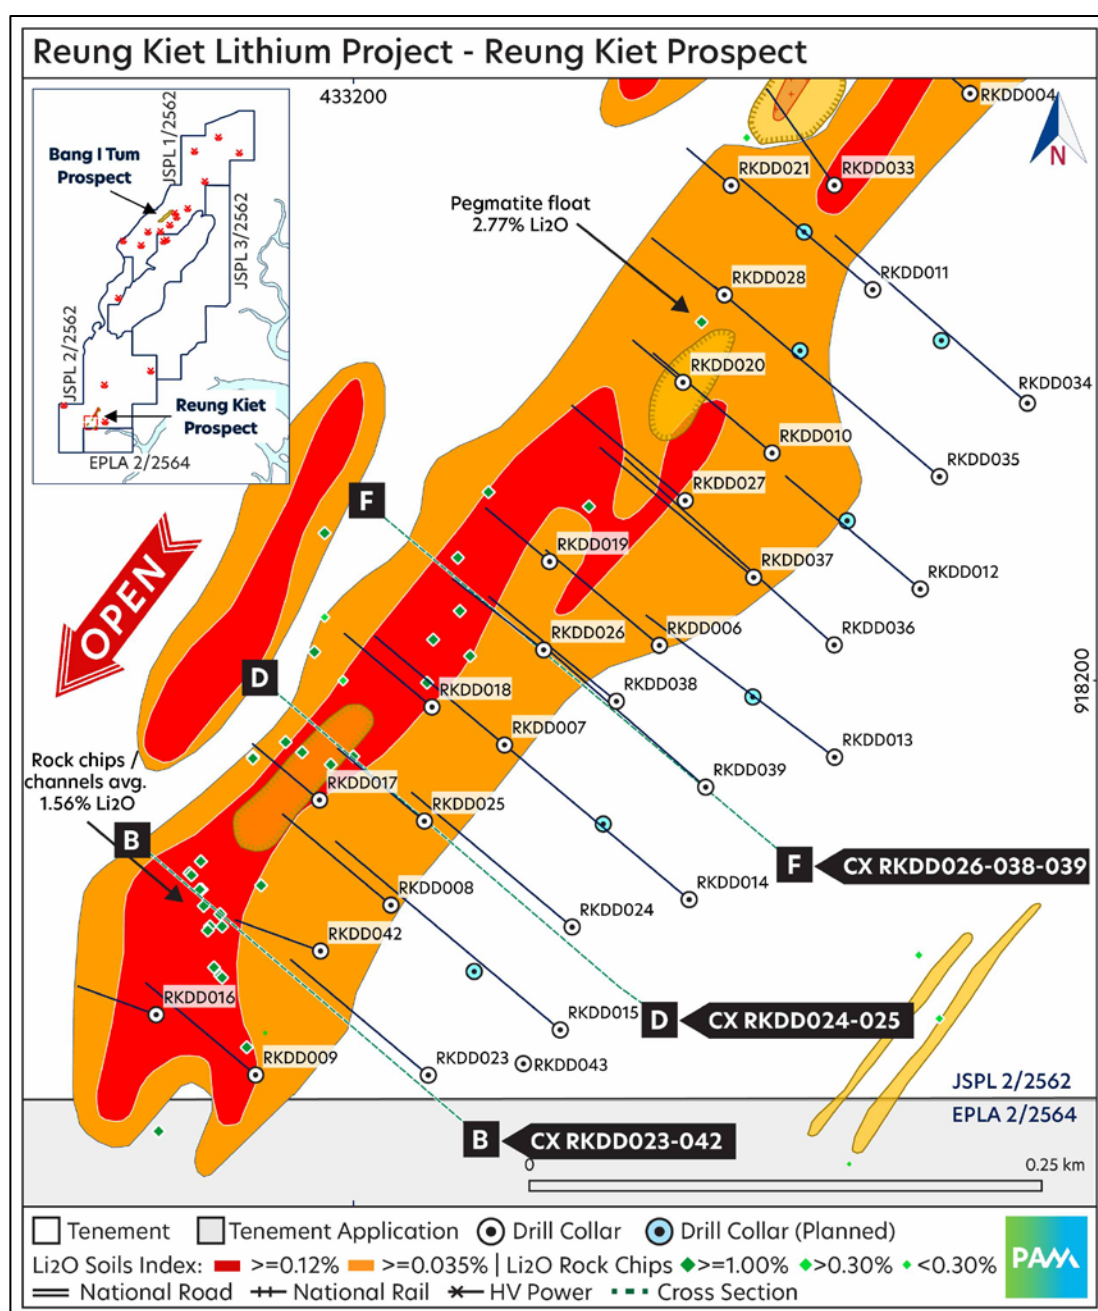 Reung Kiet Lithium Project - Reung Kiet Prospect
433200
RKDD004
N
JSPL 1/2562
Bang I Tum
Prospect
JSPL 3/2562
JSPL 2/2562
Reung Kiet
Prospect
EPLA 2/2564
RKDD021
RKDD033
Pegmatite float
2.77% Li2O
RKDD028
RKDD011
RKDD020
RKDD034
RKDD010
RKDD035
RKDD027
F
RKDD019
RKDD037
RKDD012
OPEN
RKDD026
RKDD006
RKDD036
D
RKDD038
918200
RKDD018
RKDD007
RKDD013
Rock chips /
channels avg.
1.56% Li2O
RKDD017
RKDD039
RKDD025
B
F
CX RKDD026-038-039
RKDD008
RKDD014
RKDD024
RKDD042
RKDD016
RKDD015
D
CX RKDD024-025
RKDD009
RKDD023
RKDD043
JSPL 2/2562
EPLA 2/2564
B
CX RKDD023-042
0
0.25 km
Tenement
Tenement Application
Drill Collar
Drill Collar (Planned)
Li2O Soils Index: >=0.12% >=0.035% | Li2O Rock Chips >=1.00% >0.30% <0.30%
National Road
National Rail
HV Power
Cross Section
PAM